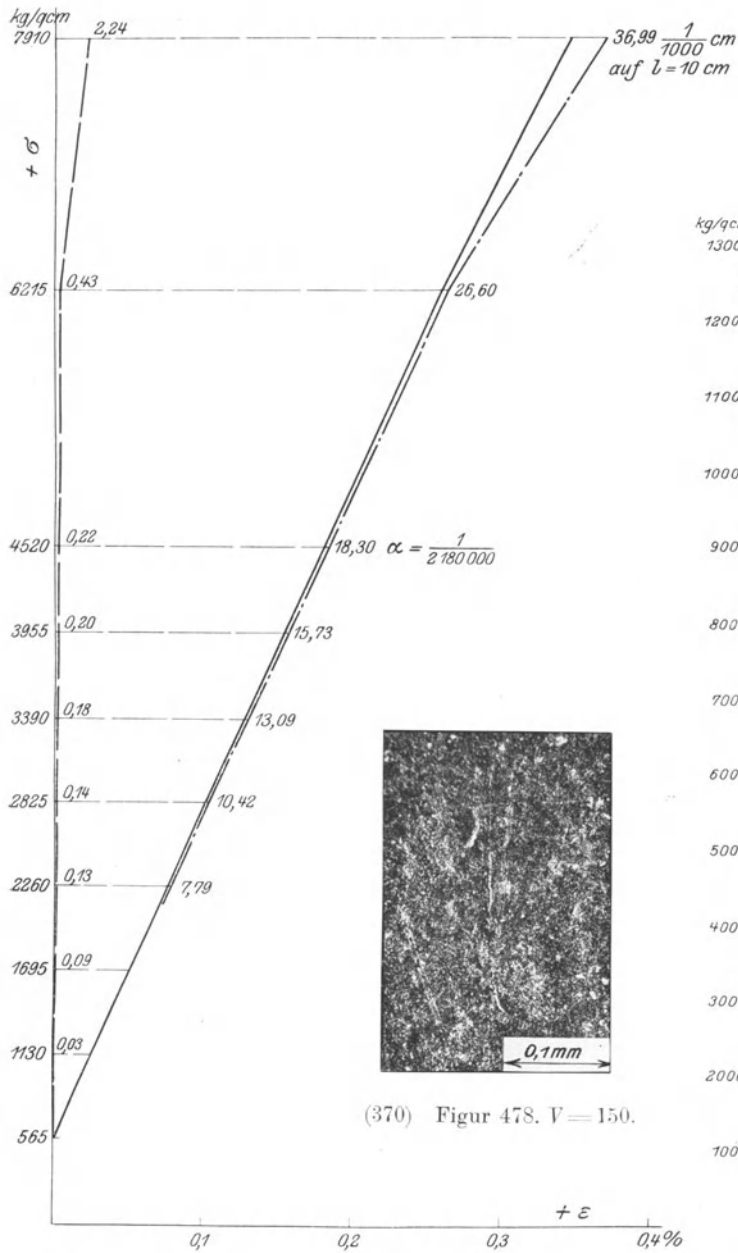 kg/qcm
7910 2,24 36,99 1/1000 cm
auf l = 10 cm
+ σ
6215 0,43 26,60
4520 0,22 18,30 α = 1/2180000
3955 0,20 15,73
3390 0,18 13,09
2825 0,14 10,42
2260 0,13 7,79
1695 0,09
1130 0,03
565
+ ε
0,1 0,2 0,3 0,4 %
0,1mm
(370) Figur 478. V = 150.
kg/qc
1300
1200
1100
1000
900
800
700
600
500
400
300
2000
100